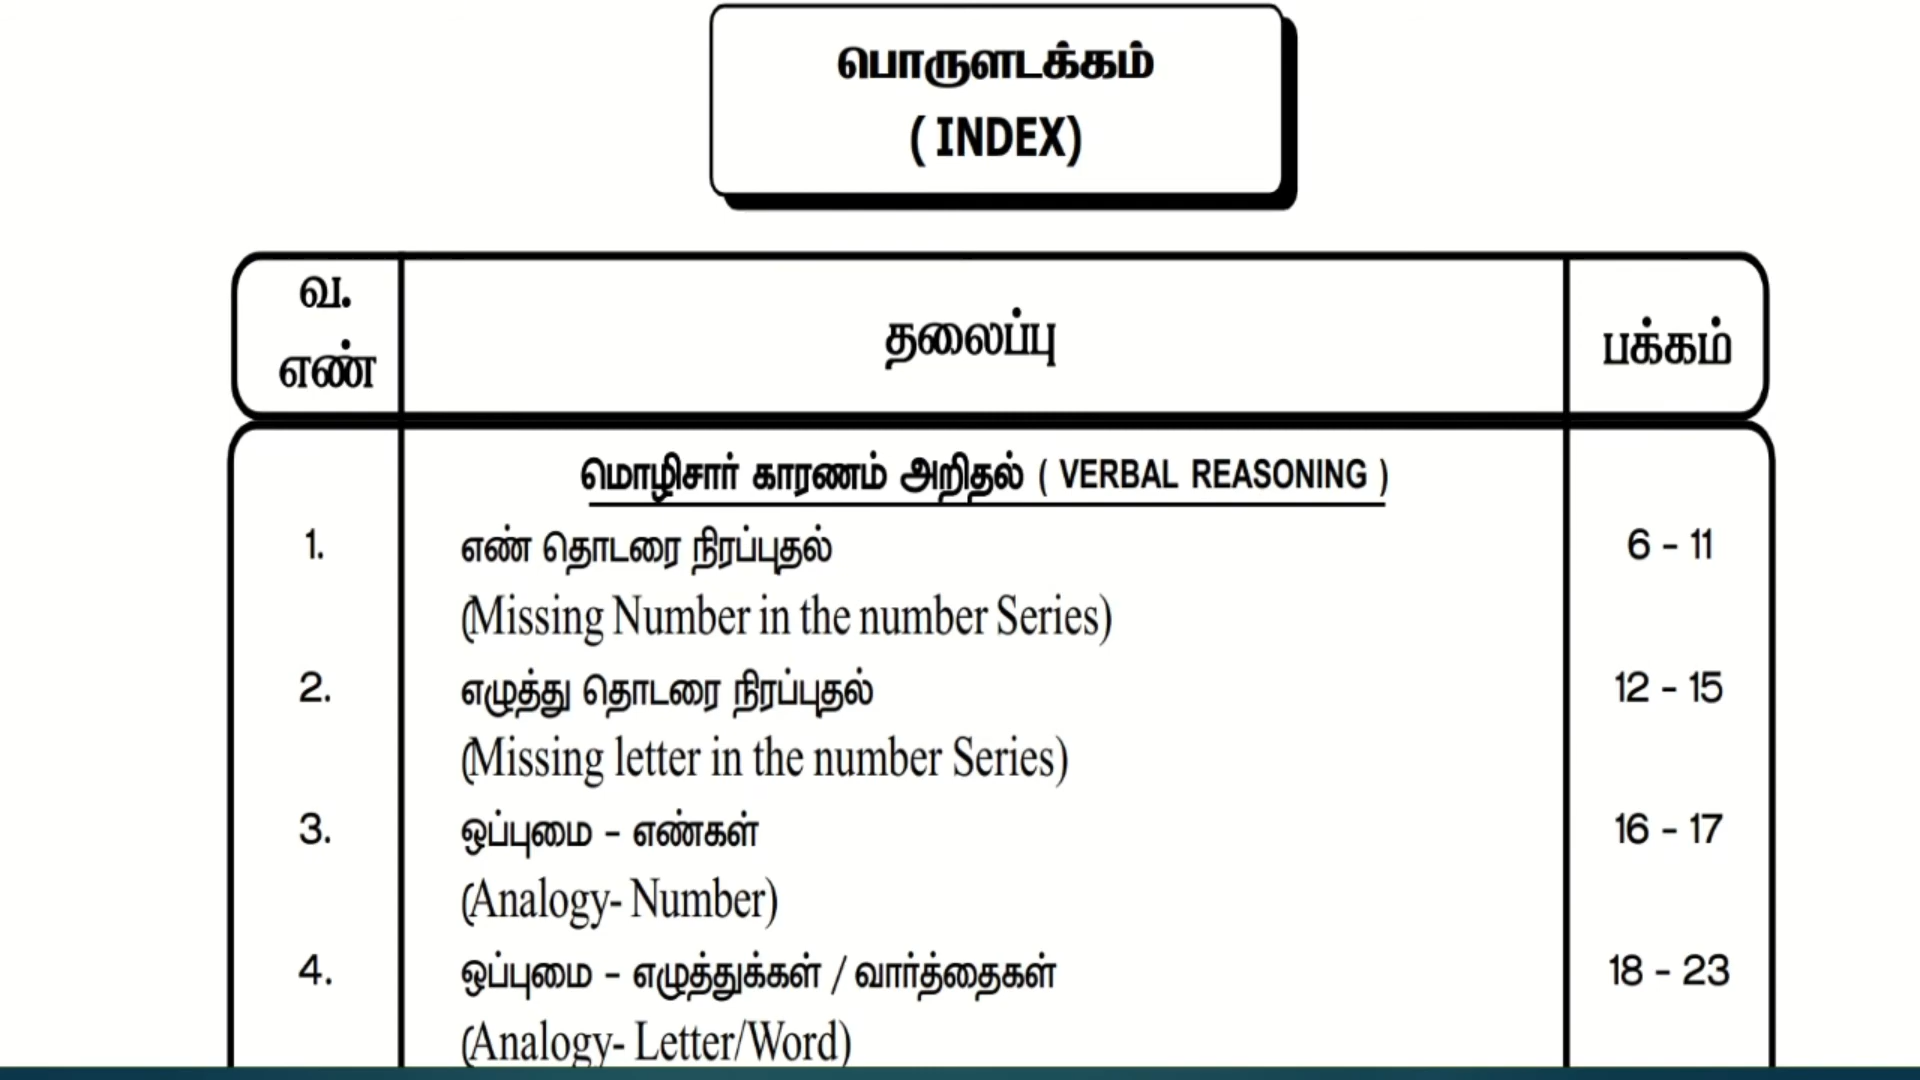 பொருளடக்கம்
( INDEX)
வ.
எண்
தலைப்பு
பக்கம்
மொழிசார் காரணம் அறிதல் ( VERBAL REASONING )
1. எண் தொடரை நிரப்புதல் 6 - 11
(Missing Number in the number Series)
2. எழுத்து தொடரை நிரப்புதல் 12 - 15
(Missing letter in the number Series)
3. ஒப்புமை - எண்கள் 16 - 17
(Analogy- Number)
4. ஒப்புமை - எழுத்துக்கள் / வார்த்தைகள் 18 - 23
(Analogy- Letter/Word)